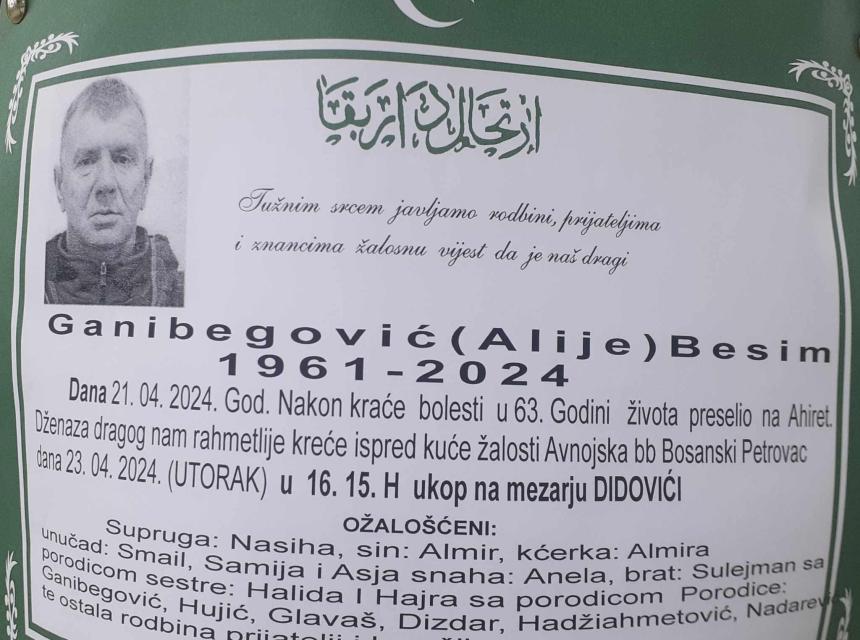 ارتحال دار بقا
Tužnim srcem javljamo rodbini, prijateljima
i znancima žalosnu vijest da je naš dragi
Ganibegović(Alije)Besim
1961-2024
Dana 21. 04. 2024. God. Nakon kraće bolesti u 63. Godini života preselio na Ahiret.
Dženaza dragog nam rahmetlije kreće ispred kuće žalosti Avnojska bb Bosanski Petrovac
dana 23. 04. 2024. (UTORAK) u 16. 15. H ukop na mezarju DIDOVIĆI
OŽALOŠĆENI:
Supruga: Nasiha, sin: Almir, kćerka: Almira
unučad: Smail, Samija i Asja snaha: Anela, brat: Sulejman sa
porodicom sestre: Halida I Hajra sa porodicom Porodice:
Ganibegović, Hujić, Glavaš, Dizdar, Hadžiahmetović, Nadarević
te ostala rodbina prijatelji i